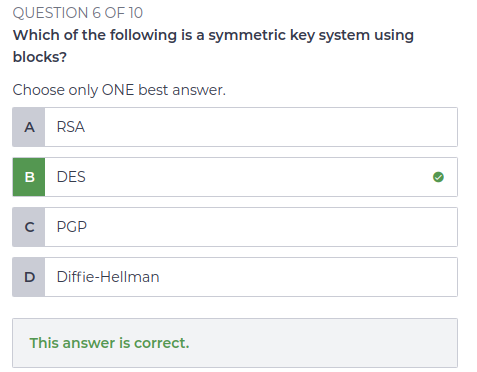 QUESTION 6 OF 10
Which of the following is a symmetric key system using
blocks?
Choose only ONE best answer.
A RSA
B DES
C PGP
D Diffie-Hellman
This answer is correct.